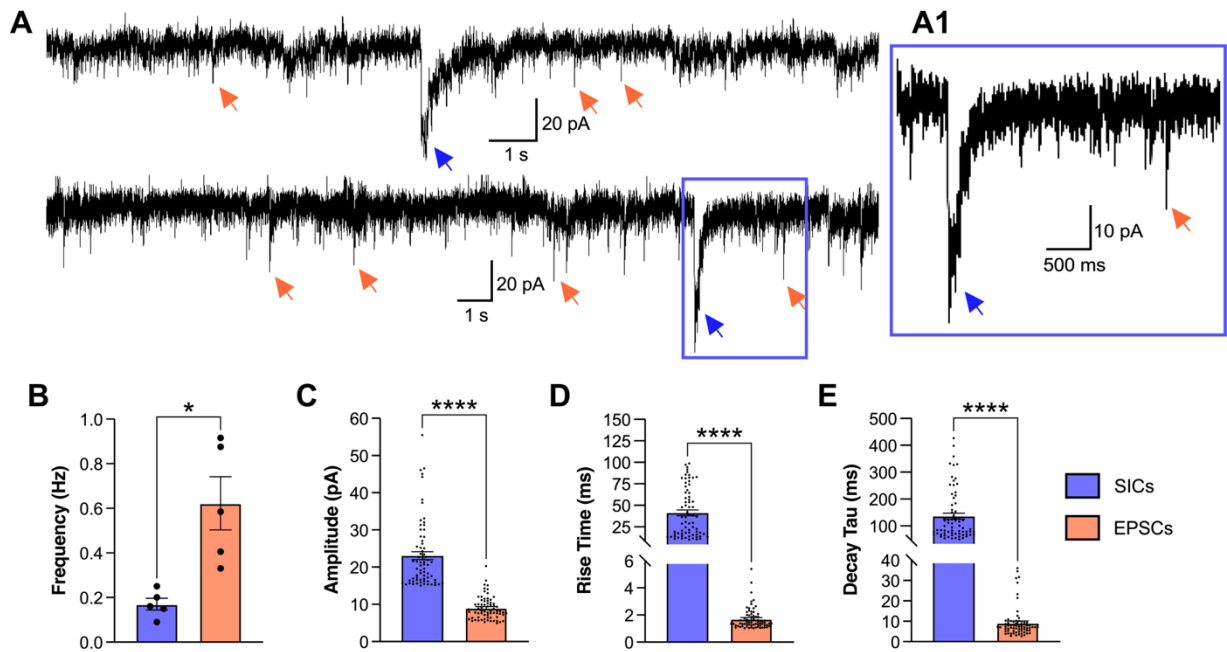 A
20 pA
1 s
20 pA
1 s
A1
10 pA
500 ms
B
Frequency (Hz)
1.0
0.8
0.6
0.4
0.2
0.0
*
C
Amplitude (pA)
60
50
40
30
20
10
0
****
D
Rise Time (ms)
150
125
100
75
50
25
6
4
2
0
****
E
Decay Tau (ms)
500
400
300
200
100
40
30
20
10
0
****
SICs
EPSCs